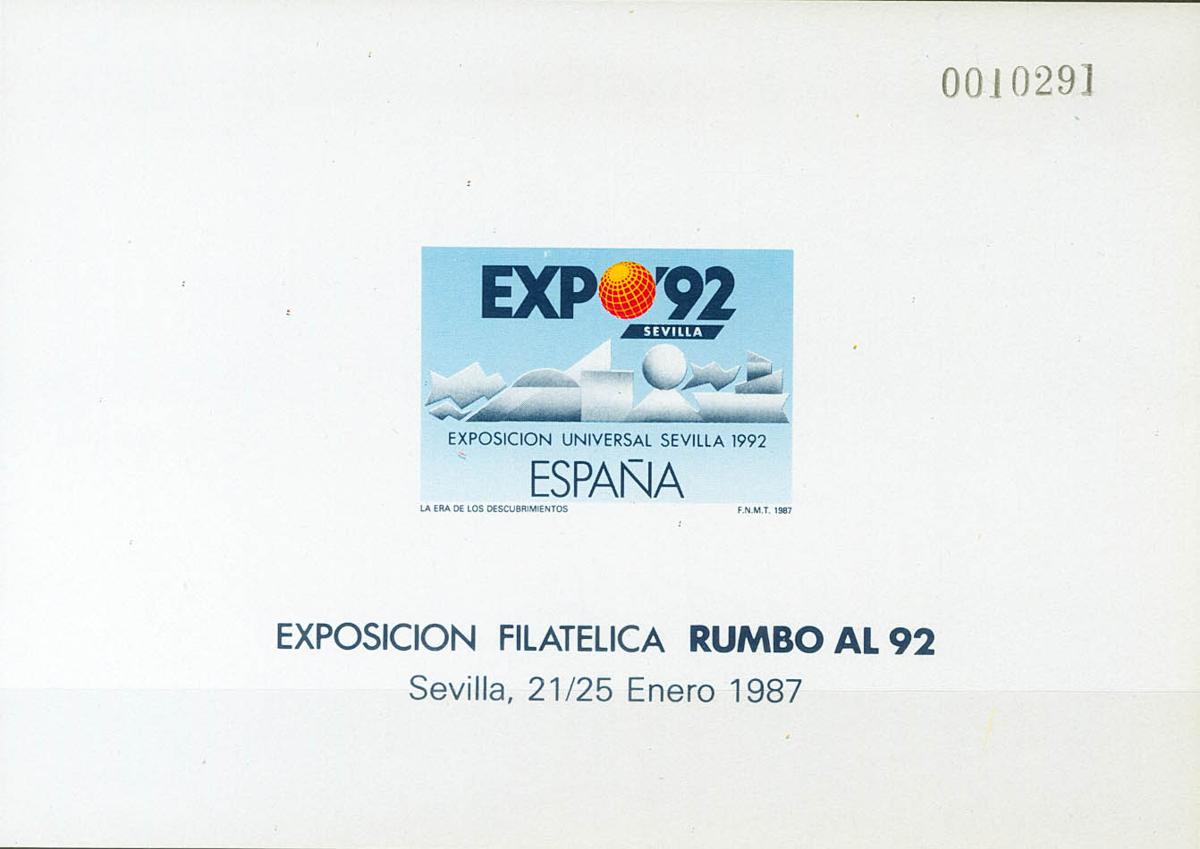 0010291
EXPO'92
SEVILLA
EXPOSICION UNIVERSAL SEVILLA 1992
ESPAÑA
LA ERA DE LOS DESCUBRIMIENTOS F.N.M.T. 1987
EXPOSICION FILATELICA RUMBO AL 92
Sevilla, 21/25 Enero 1987